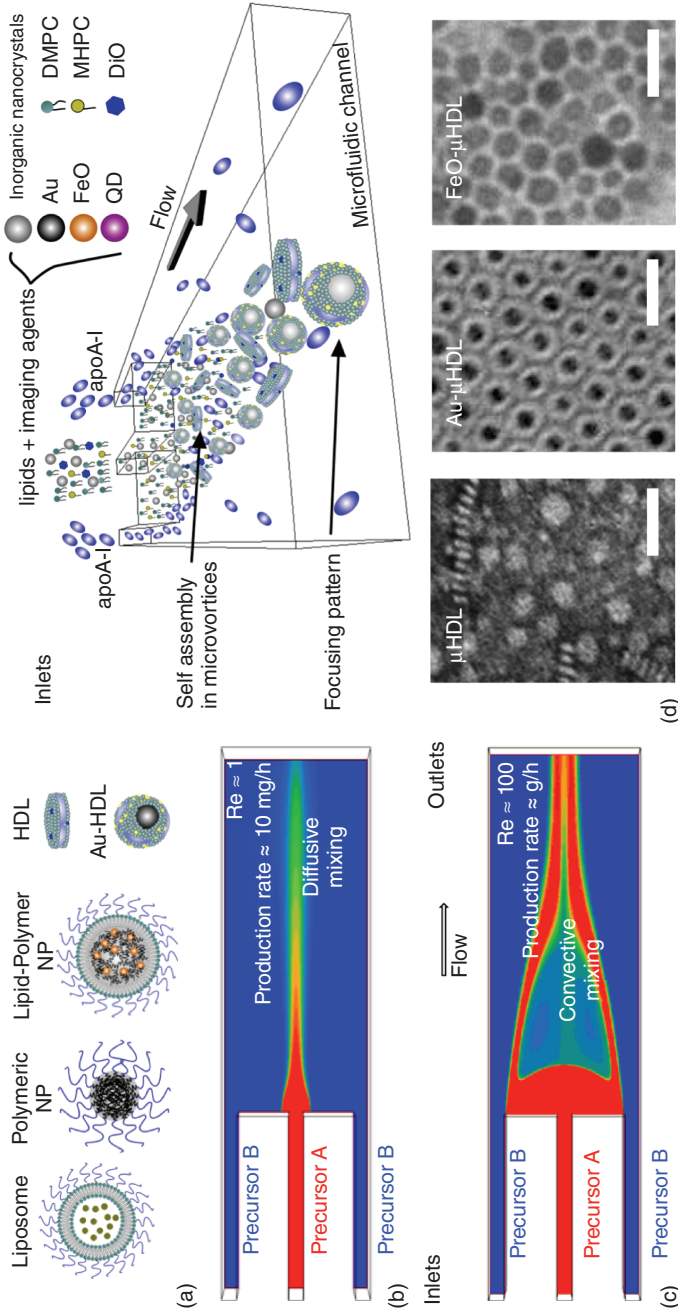 Liposome
Polymeric
NP
Lipid-Polymer
NP
HDL
Au-HDL
(a)
Precursor B
Precursor A
Precursor B
Re ≈ 1
Production rate ≈ 10 mg/h
Diffusive
mixing
(b)
Inlets
Flow
Outlets
Precursor B
Precursor A
Precursor B
Re ≈ 100
Production rate ≈ g/h
Convective
mixing
(c)
Inlets
lipids + imaging agents
apoA-I
apoA-I
Inorganic nanocrystals
Au
FeO
QD
DMPC
MHPC
DiO
Flow
Self assembly
in microvortices
Focusing pattern
Microfluidic channel
μHDL
Au-μHDL
FeO-μHDL
(d)